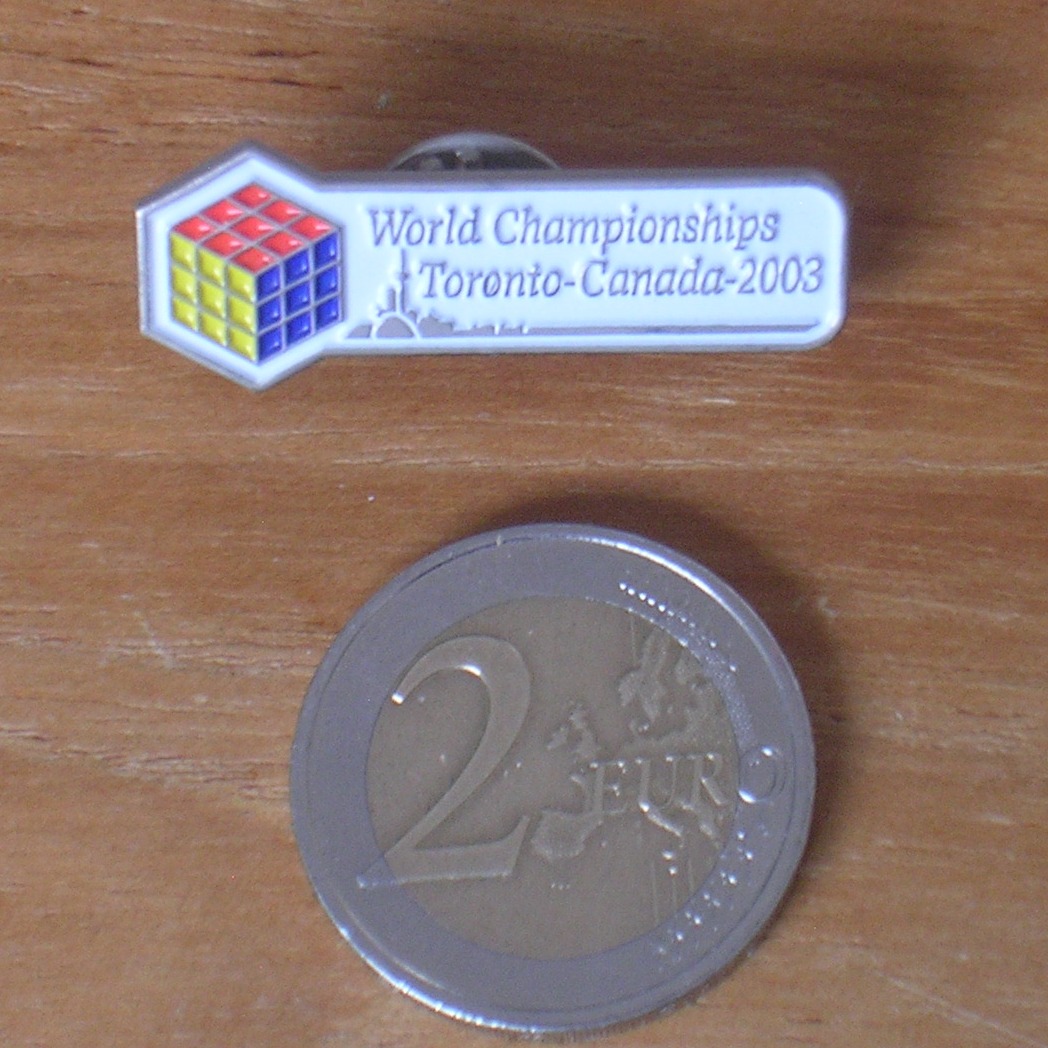 World Championships
Toronto-Canada-2003
2 EURO